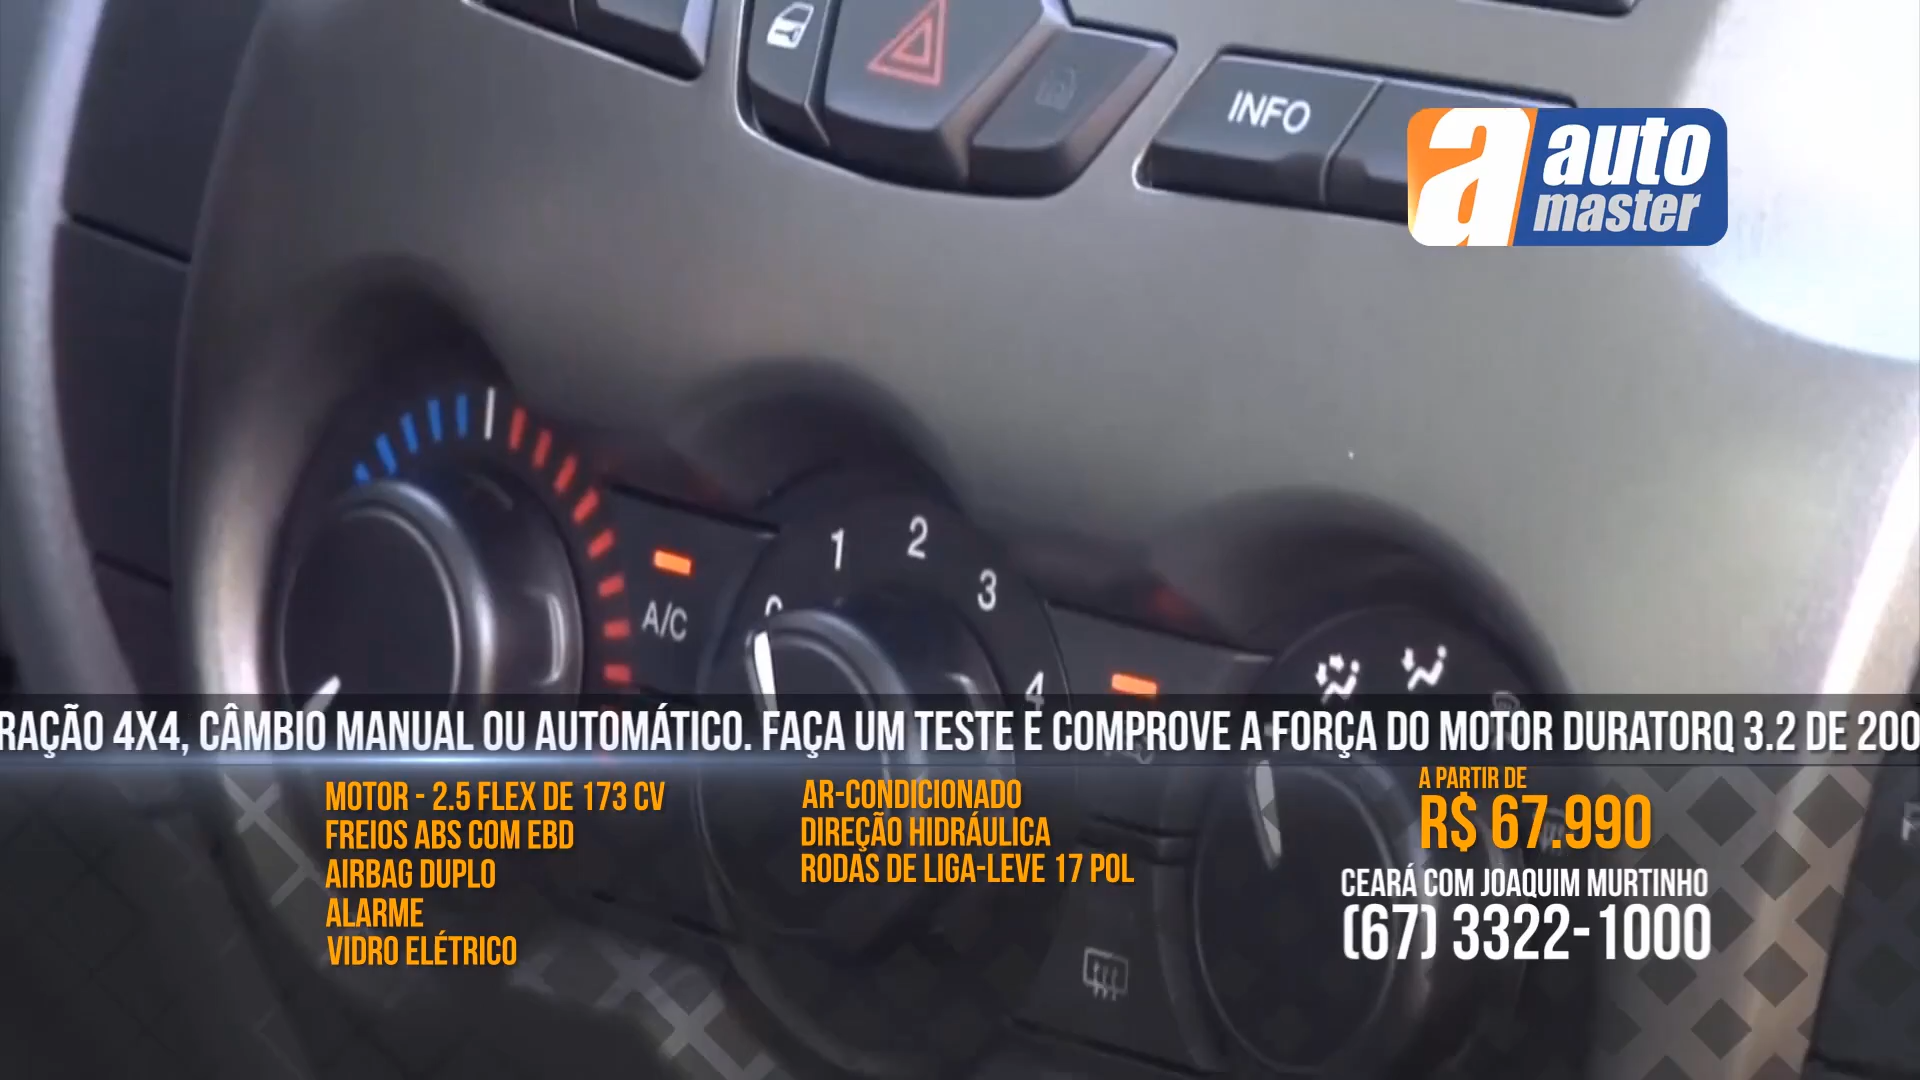 INFO
a auto
master
A/C
0
1
2
3
4
RAÇÃO 4X4, CÂMBIO MANUAL OU AUTOMÁTICO. FAÇA UM TESTE E COMPROVE A FORÇA DO MOTOR DURATORQ 3.2 DE 200
MOTOR - 2.5 FLEX DE 173 CV
FREIOS ABS COM EBD
AIRBAG DUPLO
ALARME
VIDRO ELÉTRICO
AR-CONDICIONADO
DIREÇÃO HIDRÁULICA
RODAS DE LIGA-LEVE 17 POL
A PARTIR DE
R$ 67.990
CEARÁ COM JOAQUIM MURTINHO
(67) 3322-1000